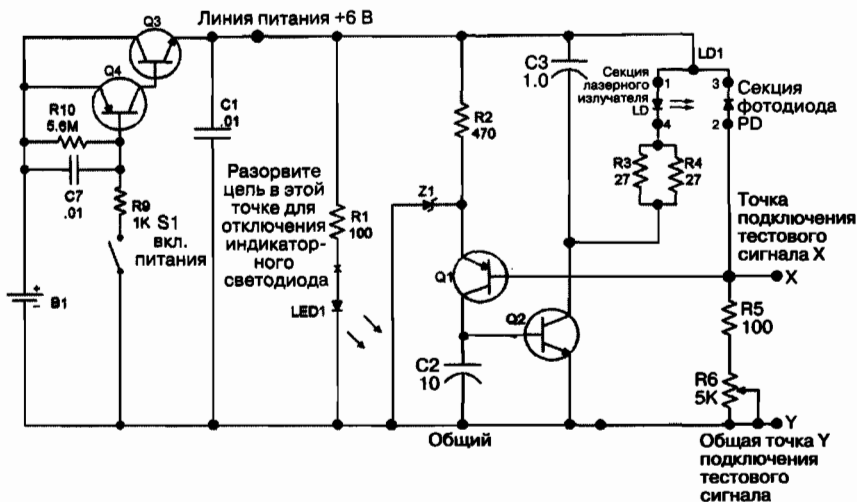 Q3
Линия питания +6 В
Q4
R10
5.6M
C7
.01
R9
1K
S1
вкл.
питания
B1
C1
.01
Разорвите
цель в этой
точке для
отключения
индикатор-
ного
светодиода
R1
100
LED1
R2
470
Z1
Q1
Q2
C2
10
Общий
C3
1.0
LD1
Секция
лазерного
излучателя
LD
1
4
3
2
Секция
фотодиода
PD
R3
27
R4
27
Точка
подключения
тестового
сигнала X
X
R5
100
R6
5K
Y
Общая точка Y
подключения
тестового
сигнала